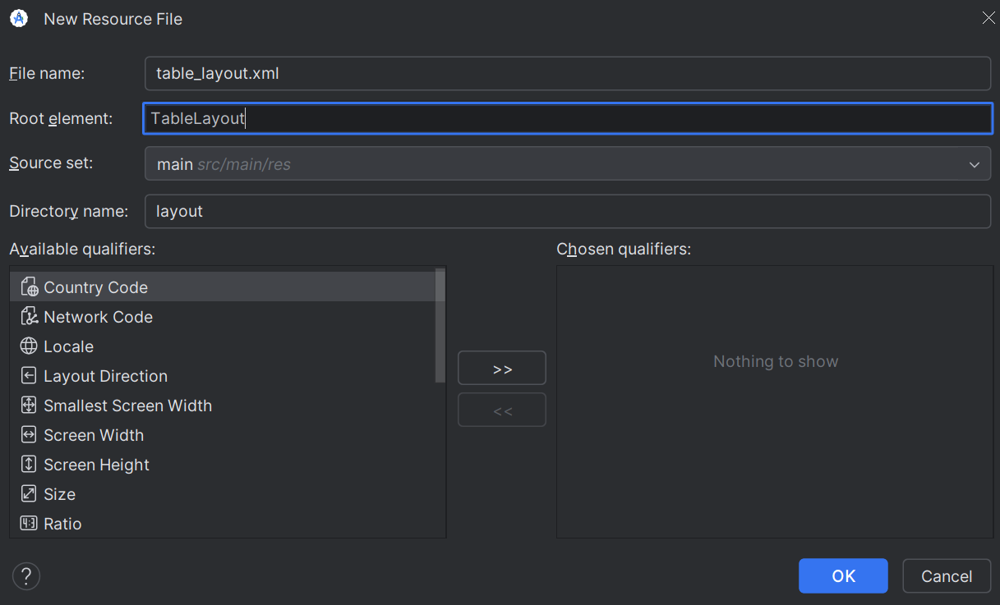 New Resource File
File name:
table_layout.xml
Root element:
TableLayout
Source set:
main src/main/res
Directory name:
layout
Available qualifiers:
Chosen qualifiers:
Country Code
Network Code
Locale
Layout Direction
Smallest Screen Width
Screen Width
Screen Height
Size
4:3 Ratio
>>
<<
Nothing to show
?
OK
Cancel